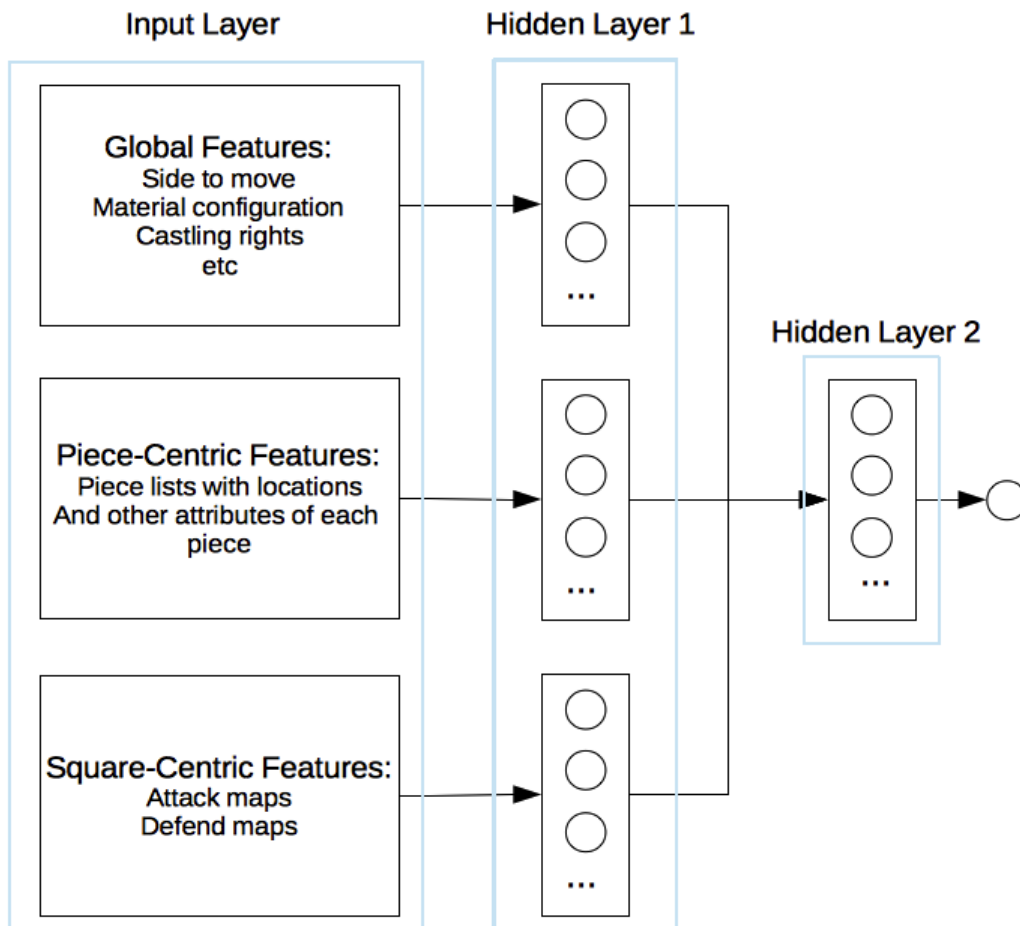 Input Layer
Hidden Layer 1
Global Features:
Side to move
Material configuration
Castling rights
etc
...
Hidden Layer 2
Piece-Centric Features:
Piece lists with locations
And other attributes of each
piece
...
...
Square-Centric Features:
Attack maps
Defend maps
...